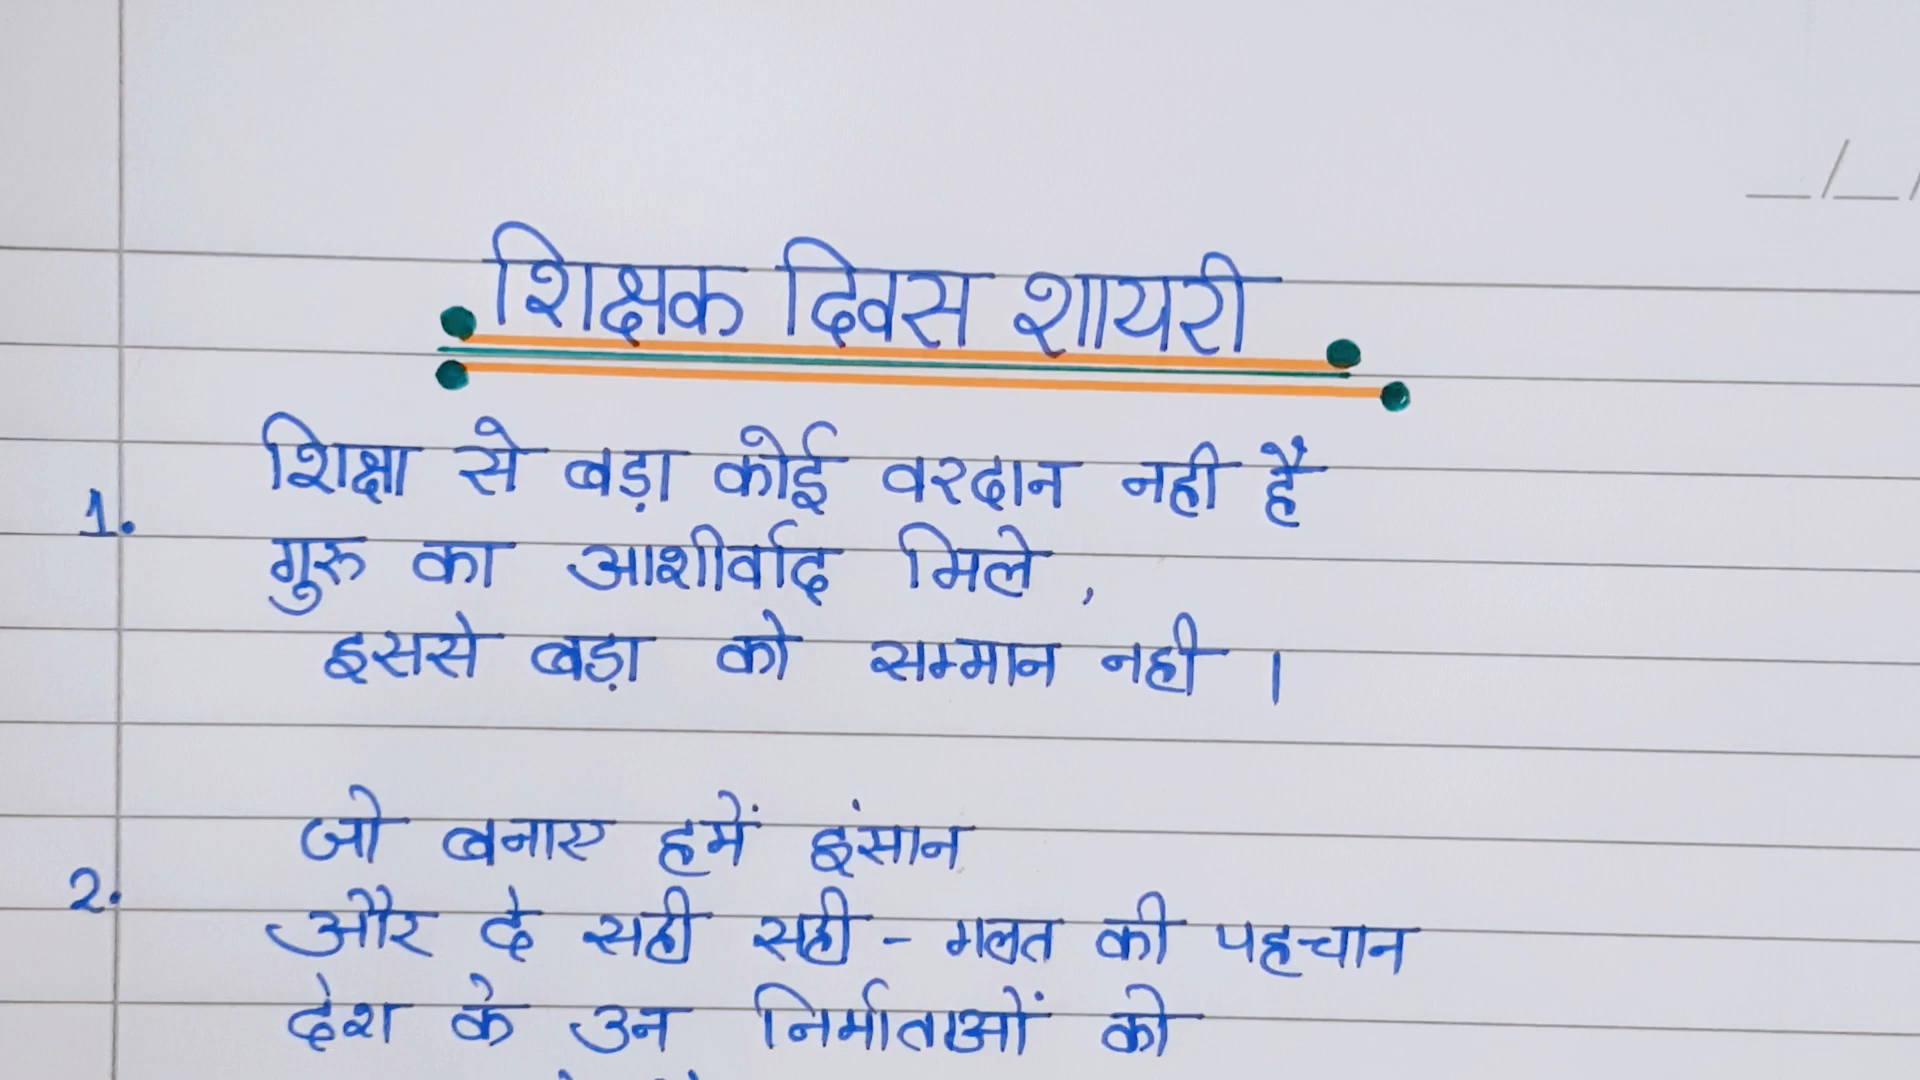 शिक्षक दिवस शायरी
1. शिक्षा से बड़ा कोई वरदान नही है
गुरु का आशीर्वाद मिले ,
इससे बड़ा को सम्मान नही ।
2. जो बनाए हमें इंसान
और दे सही सही - गलत की पहचान
देश के उन निर्माताओं को